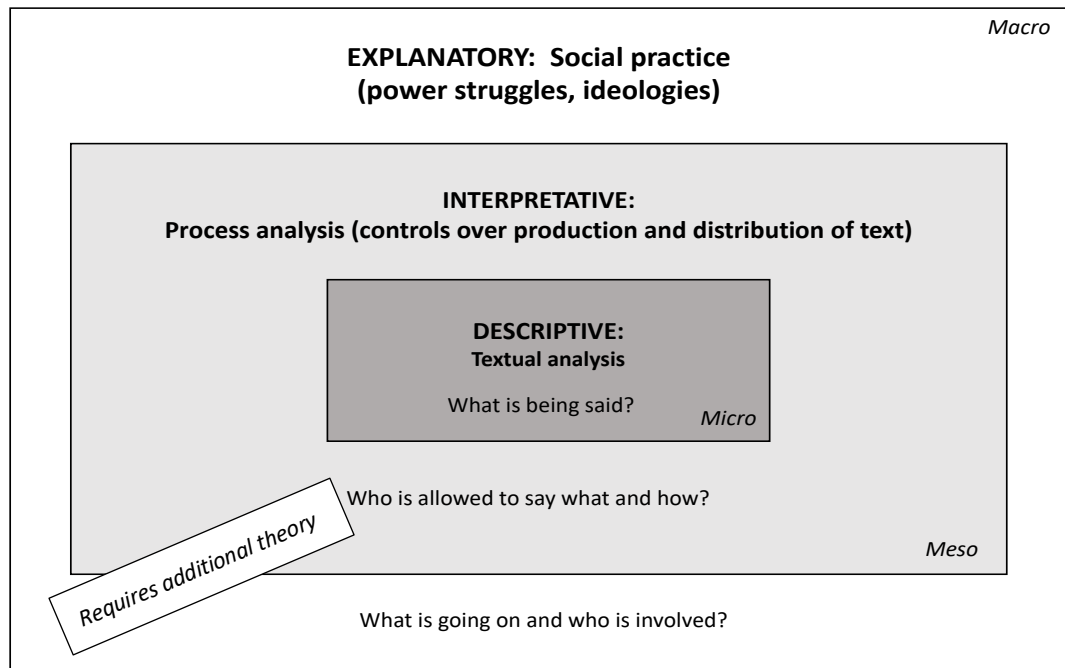 Macro
EXPLANATORY: Social practice
(power struggles, ideologies)
INTERPRETATIVE:
Process analysis (controls over production and distribution of text)
DESCRIPTIVE:
Textual analysis
What is being said?
Micro
Who is allowed to say what and how?
Requires additional theory
Meso
What is going on and who is involved?